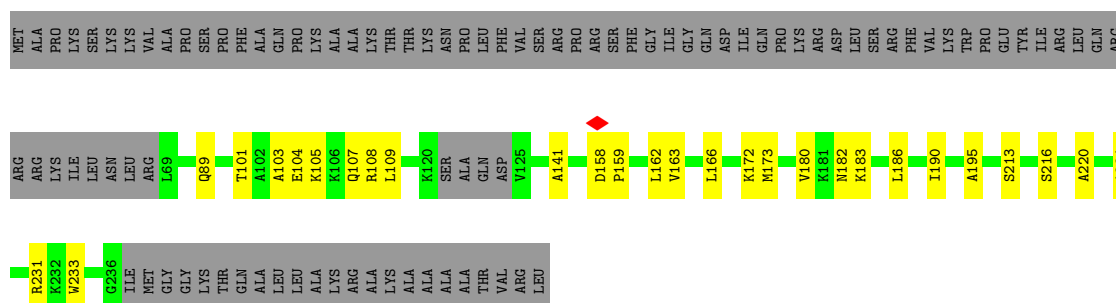 MET ALA PRO LYS SER LYS LYS VAL ALA PRO SER PRO PHE ALA GLN PRO LYS ALA ALA LYS THR THR LYS ASN PRO LEU PHE VAL SER ARG PRO ARG SER PHE GLY ILE GLY GLN ASP ILE GLN PRO LYS ARG ASP LEU SER ARG PHE VAL LYS TRP PRO GLU TYR ILE ARG LEU GLN ARG
ARG ARG LYS ILE LEU ASN LEU ARG L69 Q89 T101 A102 A103 E104 K105 K106 Q107 R108 L109 K120 SER ALA GLN ASP V125 A141 D158 P159 L162 V163 L166 K172 M173 V180 K181 N182 K183 L186 I190 A195 S213 S216 A220
R231 K232 W233 G236 ILE MET GLY GLY LYS THR GLN ALA LEU LEU ALA LYS ARG ALA LYS ALA ALA ALA ALA THR VAL ARG LEU